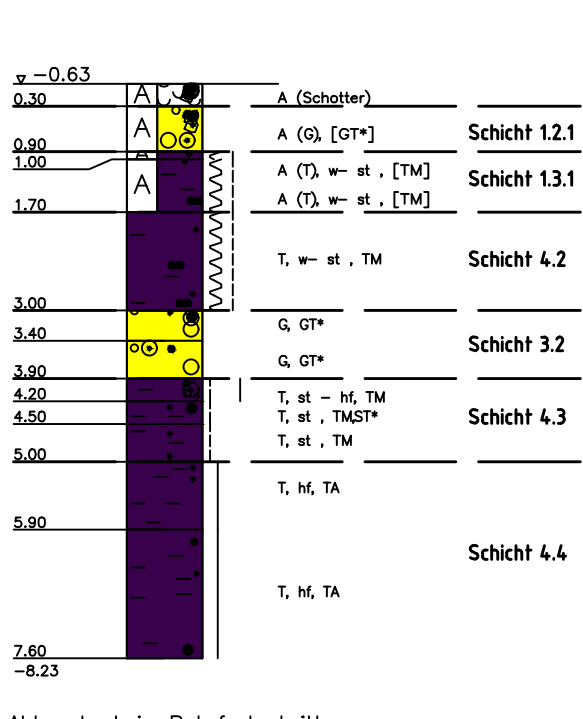 ▿ −0.63
A
0.30 A (Schotter)
A A (G), [GT*] Schicht 1.2.1
0.90
A
1.00 A (T), w− st , [TM] Schicht 1.3.1
A A (T), w− st , [TM]
1.70
T, w− st , TM Schicht 4.2
3.00
G, GT*
3.40 Schicht 3.2
G, GT*
3.90
4.20 T, st − hf, TM
T, st , TM,ST* Schicht 4.3
4.50
T, st , TM
5.00
T, hf, TA
5.90
Schicht 4.4
T, hf, TA
7.60
−8.23